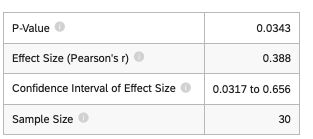 P-Value 0.0343
Effect Size (Pearson's r) 0.388
Confidence Interval of Effect Size 0.0317 to 0.656
Sample Size 30